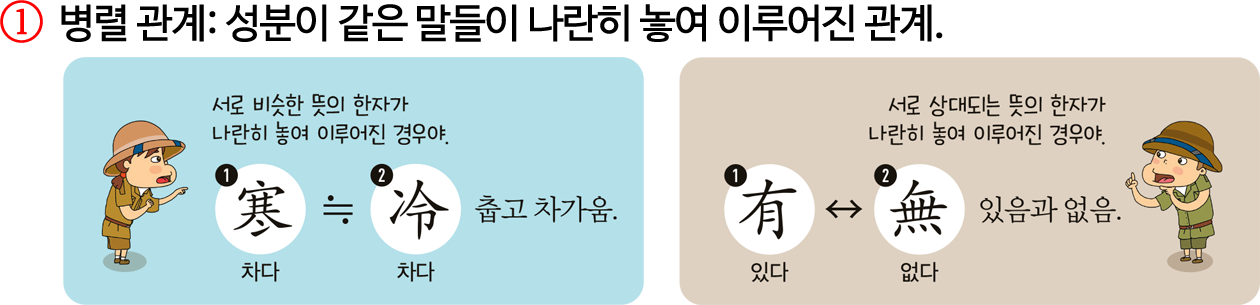 ① 병렬 관계: 성분이 같은 말들이 나란히 놓여 이루어진 관계.
서로 비슷한 뜻의 한자가
나란히 놓여 이루어진 경우야.
❶ 寒 ≒ ❷ 冷 춥고 차가움.
차다 차다
서로 상대되는 뜻의 한자가
나란히 놓여 이루어진 경우야.
❶ 有 ↔ ❷ 無 있음과 없음.
있다 없다